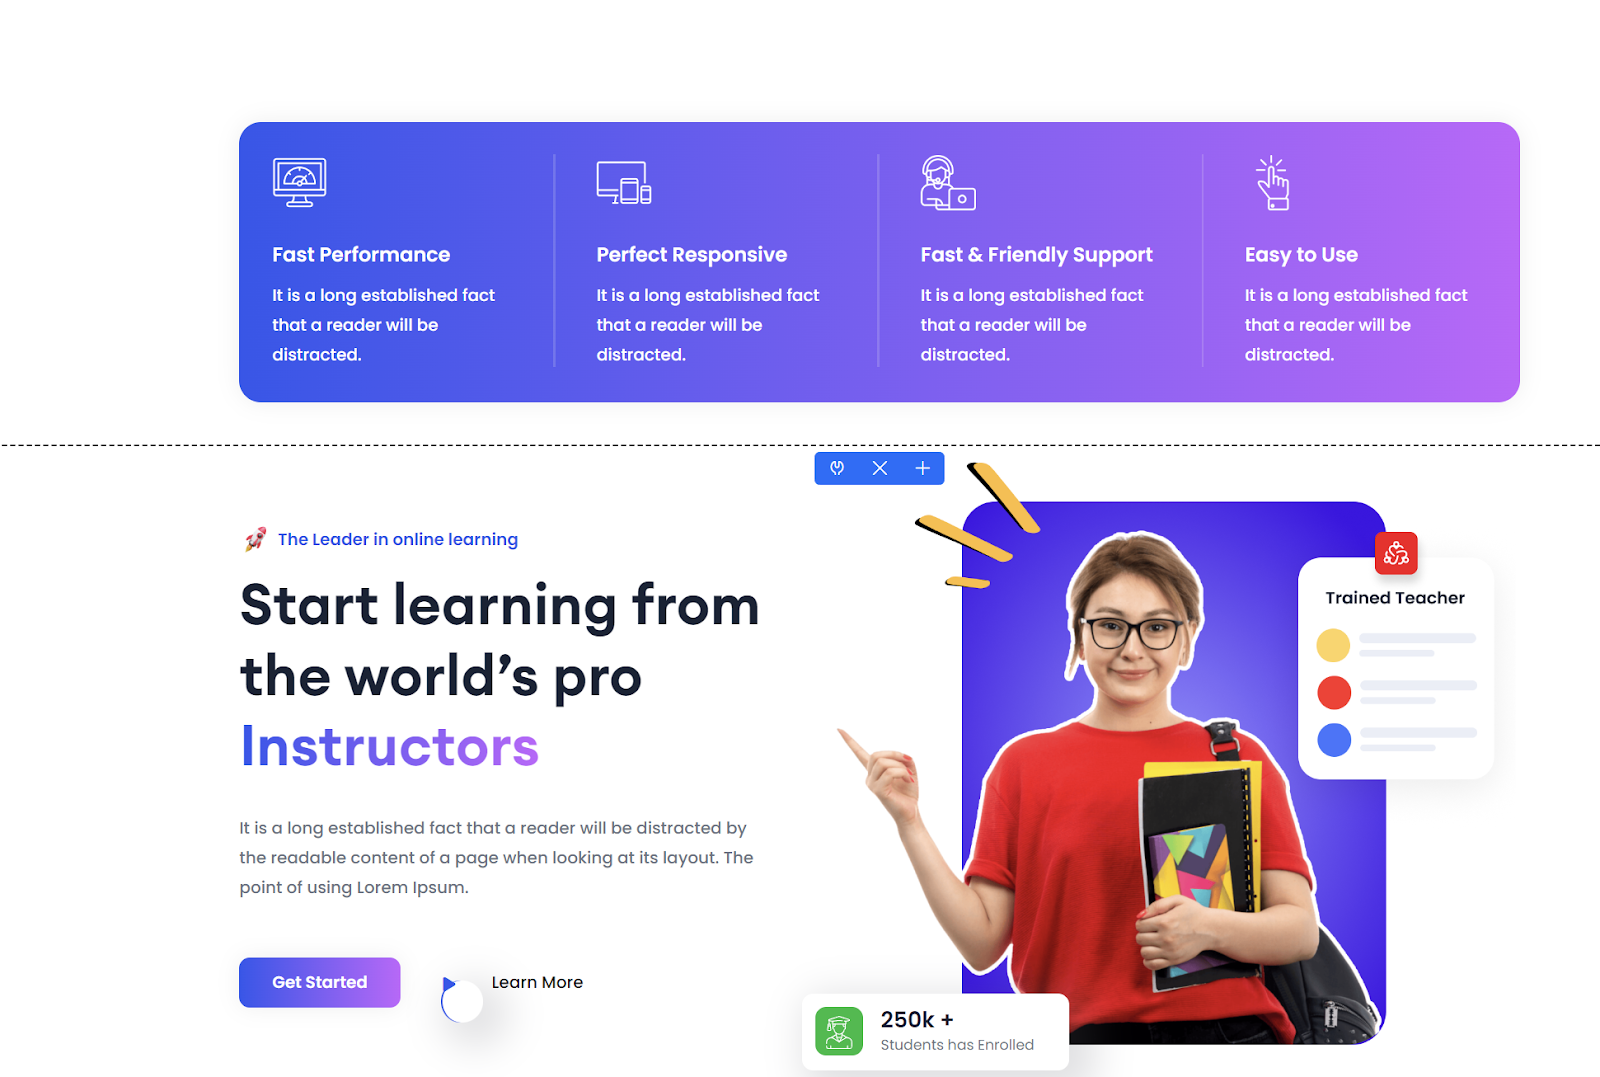 Fast Performance
It is a long established fact
that a reader will be
distracted.
Perfect Responsive
It is a long established fact
that a reader will be
distracted.
Fast & Friendly Support
It is a long established fact
that a reader will be
distracted.
Easy to Use
It is a long established fact
that a reader will be
distracted.
The Leader in online learning
Start learning from
the world’s pro
Instructors
It is a long established fact that a reader will be distracted by
the readable content of a page when looking at its layout. The
point of using Lorem Ipsum.
Get Started
Learn More
Trained Teacher
250k +
Students has Enrolled